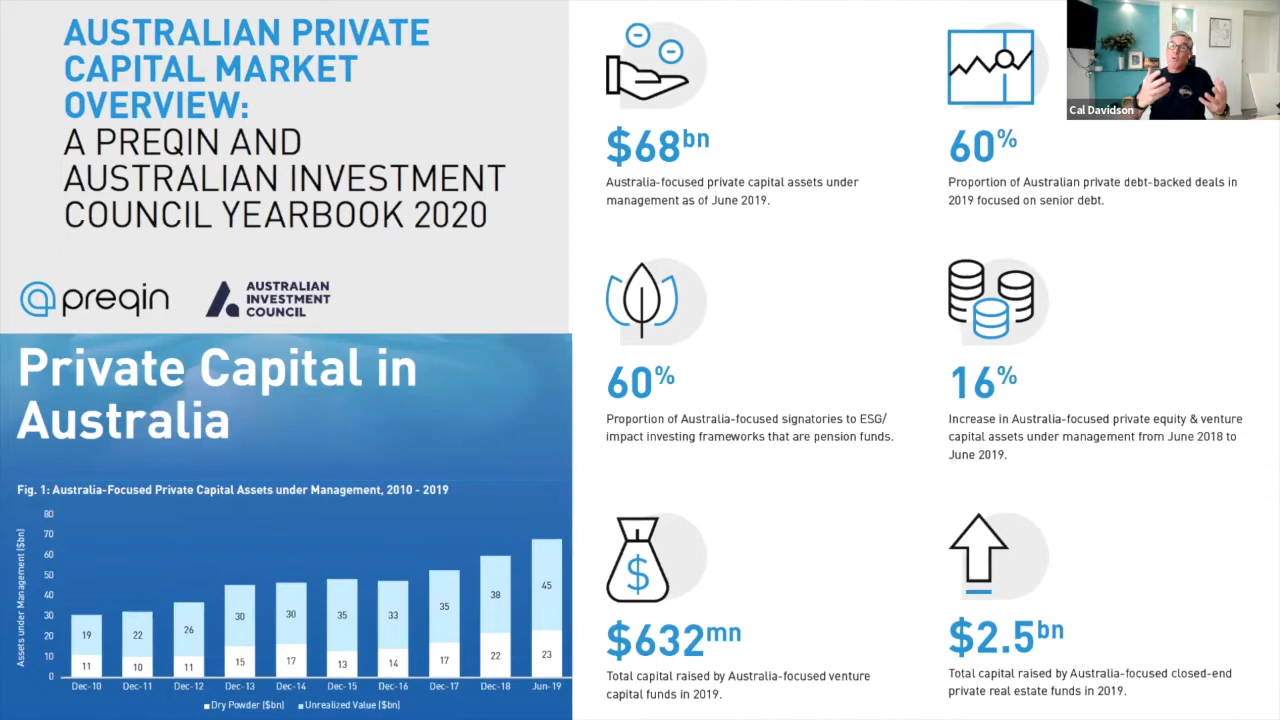 AUSTRALIAN PRIVATE
CAPITAL MARKET
OVERVIEW:
A PREQIN AND
AUSTRALIAN INVESTMENT
COUNCIL YEARBOOK 2020
preqin
AUSTRALIAN
INVESTMENT
COUNCIL
Private Capital in
Australia
Fig. 1: Australia-Focused Private Capital Assets under Management, 2010 - 2019
Assets under Management ($bn)
80
70
60
50
40
30
20
10
0
19
22
26
30
30
35
33
35
38
45
11
10
11
15
17
13
14
17
22
23
Dec-10
Dec-11
Dec-12
Dec-13
Dec-14
Dec-15
Dec-16
Dec-17
Dec-18
Jun-19
Dry Powder ($bn)
Unrealized Value ($bn)
$68bn
Australia-focused private capital assets under
management as of June 2019.
60%
Proportion of Australian private debt-backed deals in
2019 focused on senior debt.
60%
Proportion of Australia-focused signatories to ESG/
impact investing frameworks that are pension funds.
16%
Increase in Australia-focused private equity & venture
capital assets under management from June 2018 to
June 2019.
$
$632mn
Total capital raised by Australia-focused venture
capital funds in 2019.
$2.5bn
Total capital raised by Australia-focused closed-end
private real estate funds in 2019.
Cal Davidson